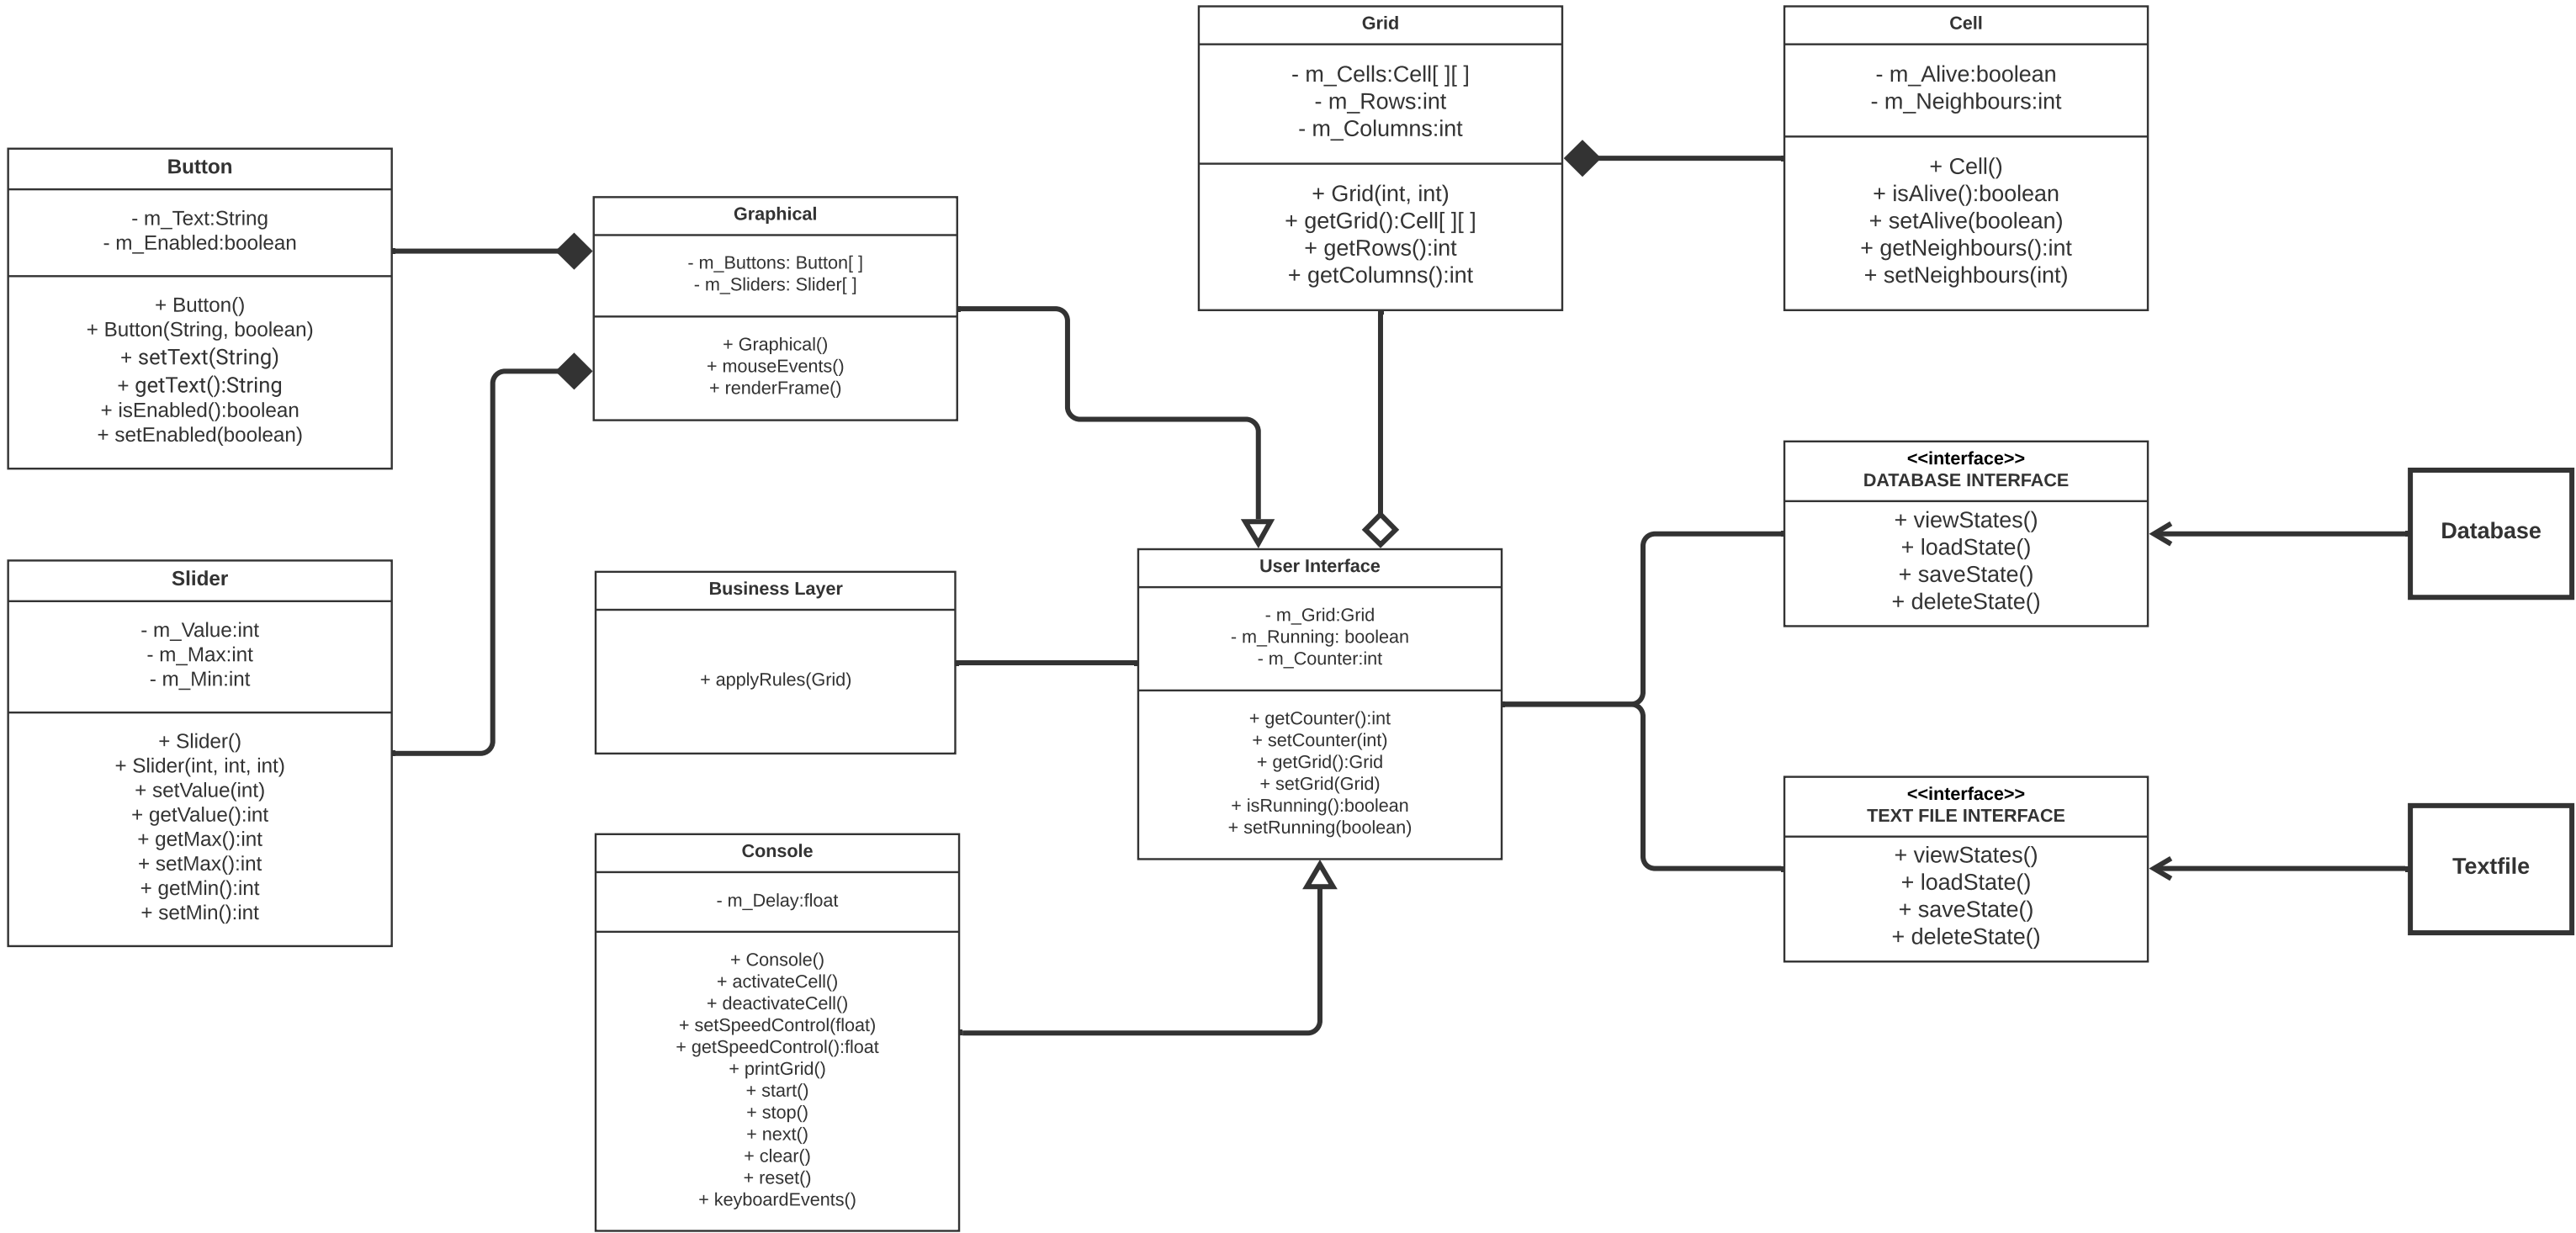 Button
- m_Text:String
- m_Enabled:boolean
+ Button()
+ Button(String, boolean)
+ setText(String)
+ getText():String
+ isEnabled():boolean
+ setEnabled(boolean)
Slider
- m_Value:int
- m_Max:int
- m_Min:int
+ Slider()
+ Slider(int, int, int)
+ setValue(int)
+ getValue():int
+ getMax():int
+ setMax():int
+ getMin():int
+ setMin():int
Graphical
- m_Buttons: Button[ ]
- m_Sliders: Slider[ ]
+ Graphical()
+ mouseEvents()
+ renderFrame()
Business Layer
+ applyRules(Grid)
Console
- m_Delay:float
+ Console()
+ activateCell()
+ deactivateCell()
+ setSpeedControl(float)
+ getSpeedControl():float
+ printGrid()
+ start()
+ stop()
+ next()
+ clear()
+ reset()
+ keyboardEvents()
Grid
- m_Cells:Cell[ ][ ]
- m_Rows:int
- m_Columns:int
+ Grid(int, int)
+ getGrid():Cell[ ][ ]
+ getRows():int
+ getColumns():int
User Interface
- m_Grid:Grid
- m_Running: boolean
- m_Counter:int
+ getCounter():int
+ setCounter(int)
+ getGrid():Grid
+ setGrid(Grid)
+ isRunning():boolean
+ setRunning(boolean)
Cell
- m_Alive:boolean
- m_Neighbours:int
+ Cell()
+ isAlive():boolean
+ setAlive(boolean)
+ getNeighbours():int
+ setNeighbours(int)
<<interface>>
DATABASE INTERFACE
+ viewStates()
+ loadState()
+ saveState()
+ deleteState()
<<interface>>
TEXT FILE INTERFACE
+ viewStates()
+ loadState()
+ saveState()
+ deleteState()
Database
Textfile